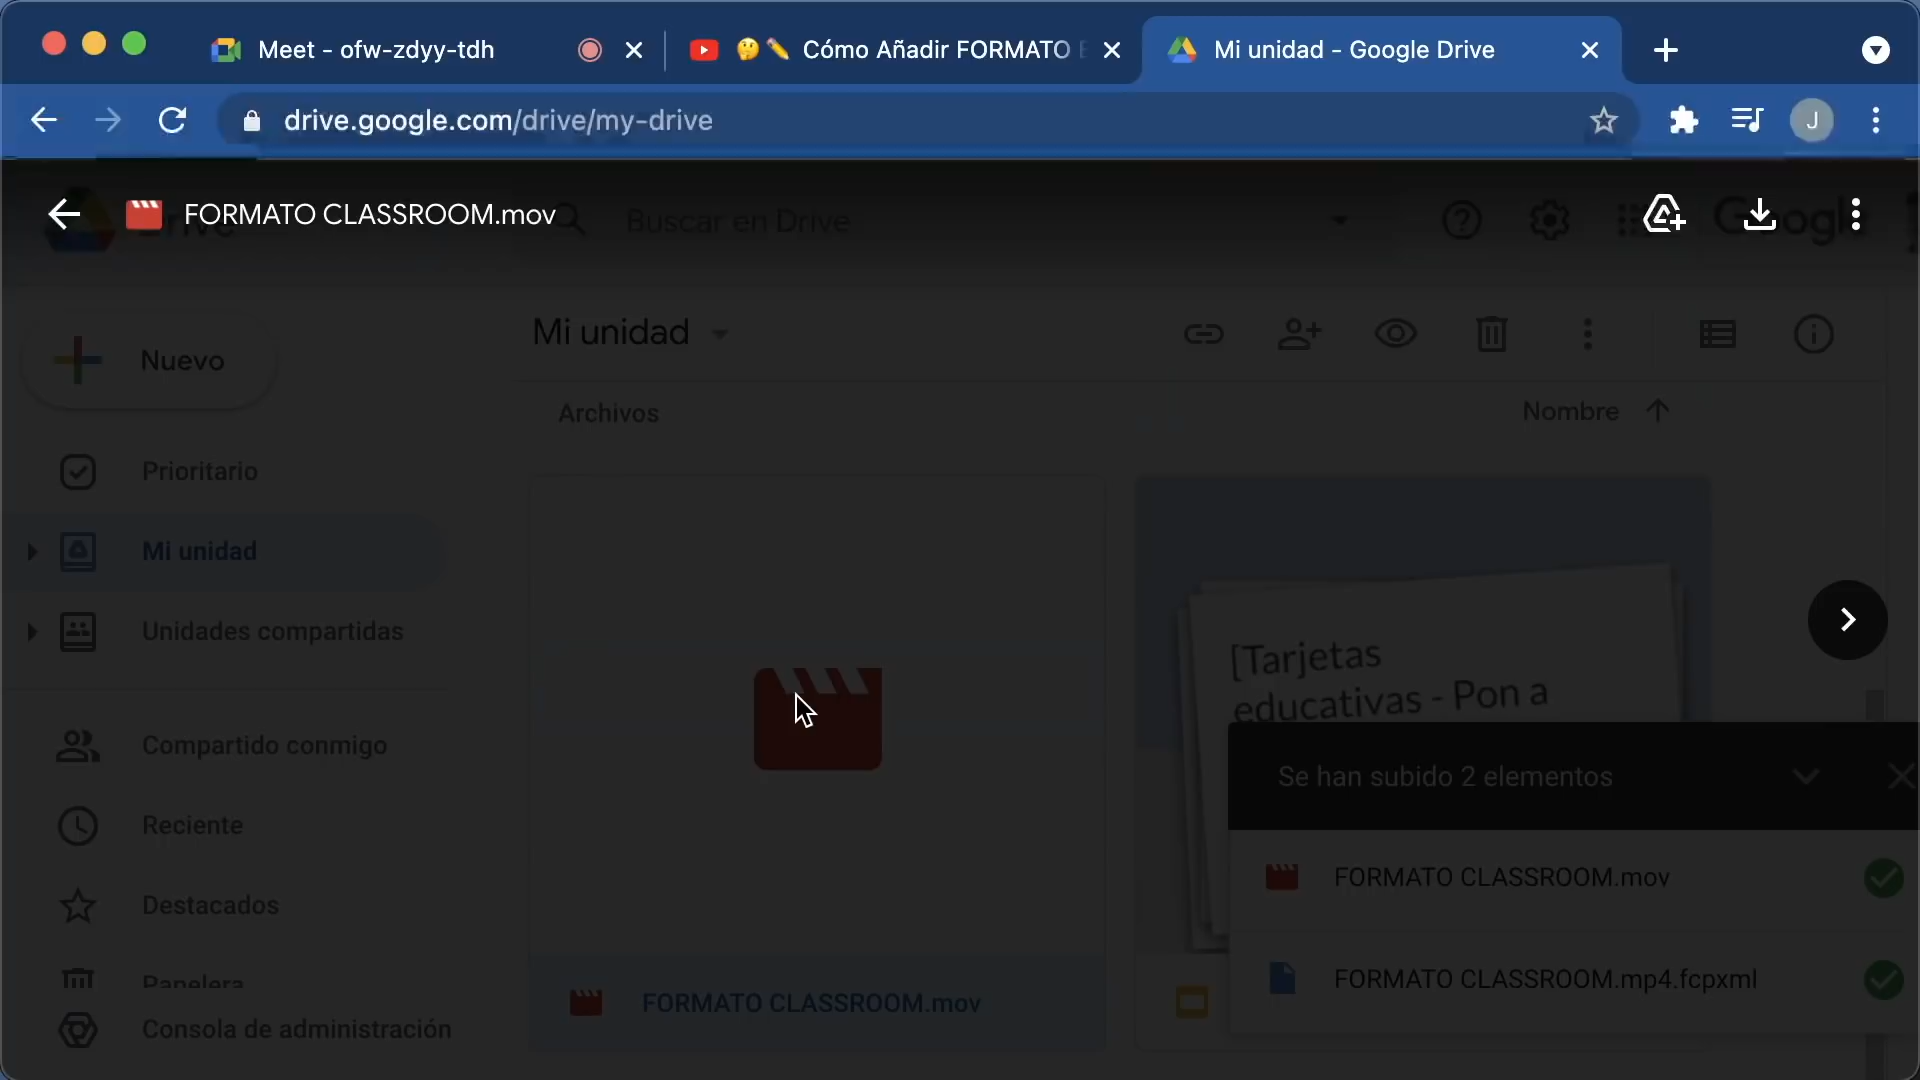 Meet - ofw-zdyy-tdh
🤔✏️ Cómo Añadir FORMATO
Mi unidad - Google Drive
drive.google.com/drive/my-drive
J
FORMATO CLASSROOM.mov
Drive
Buscar en Drive
Google
Nuevo
Mi unidad
Archivos
Nombre
Prioritario
Mi unidad
Unidades compartidas
Compartido conmigo
Reciente
Destacados
Papelera
Consola de administración
[Tarjetas
educativas - Pon a
FORMATO CLASSROOM.mov
Se han subido 2 elementos
FORMATO CLASSROOM.mov
FORMATO CLASSROOM.mp4.fcpxml